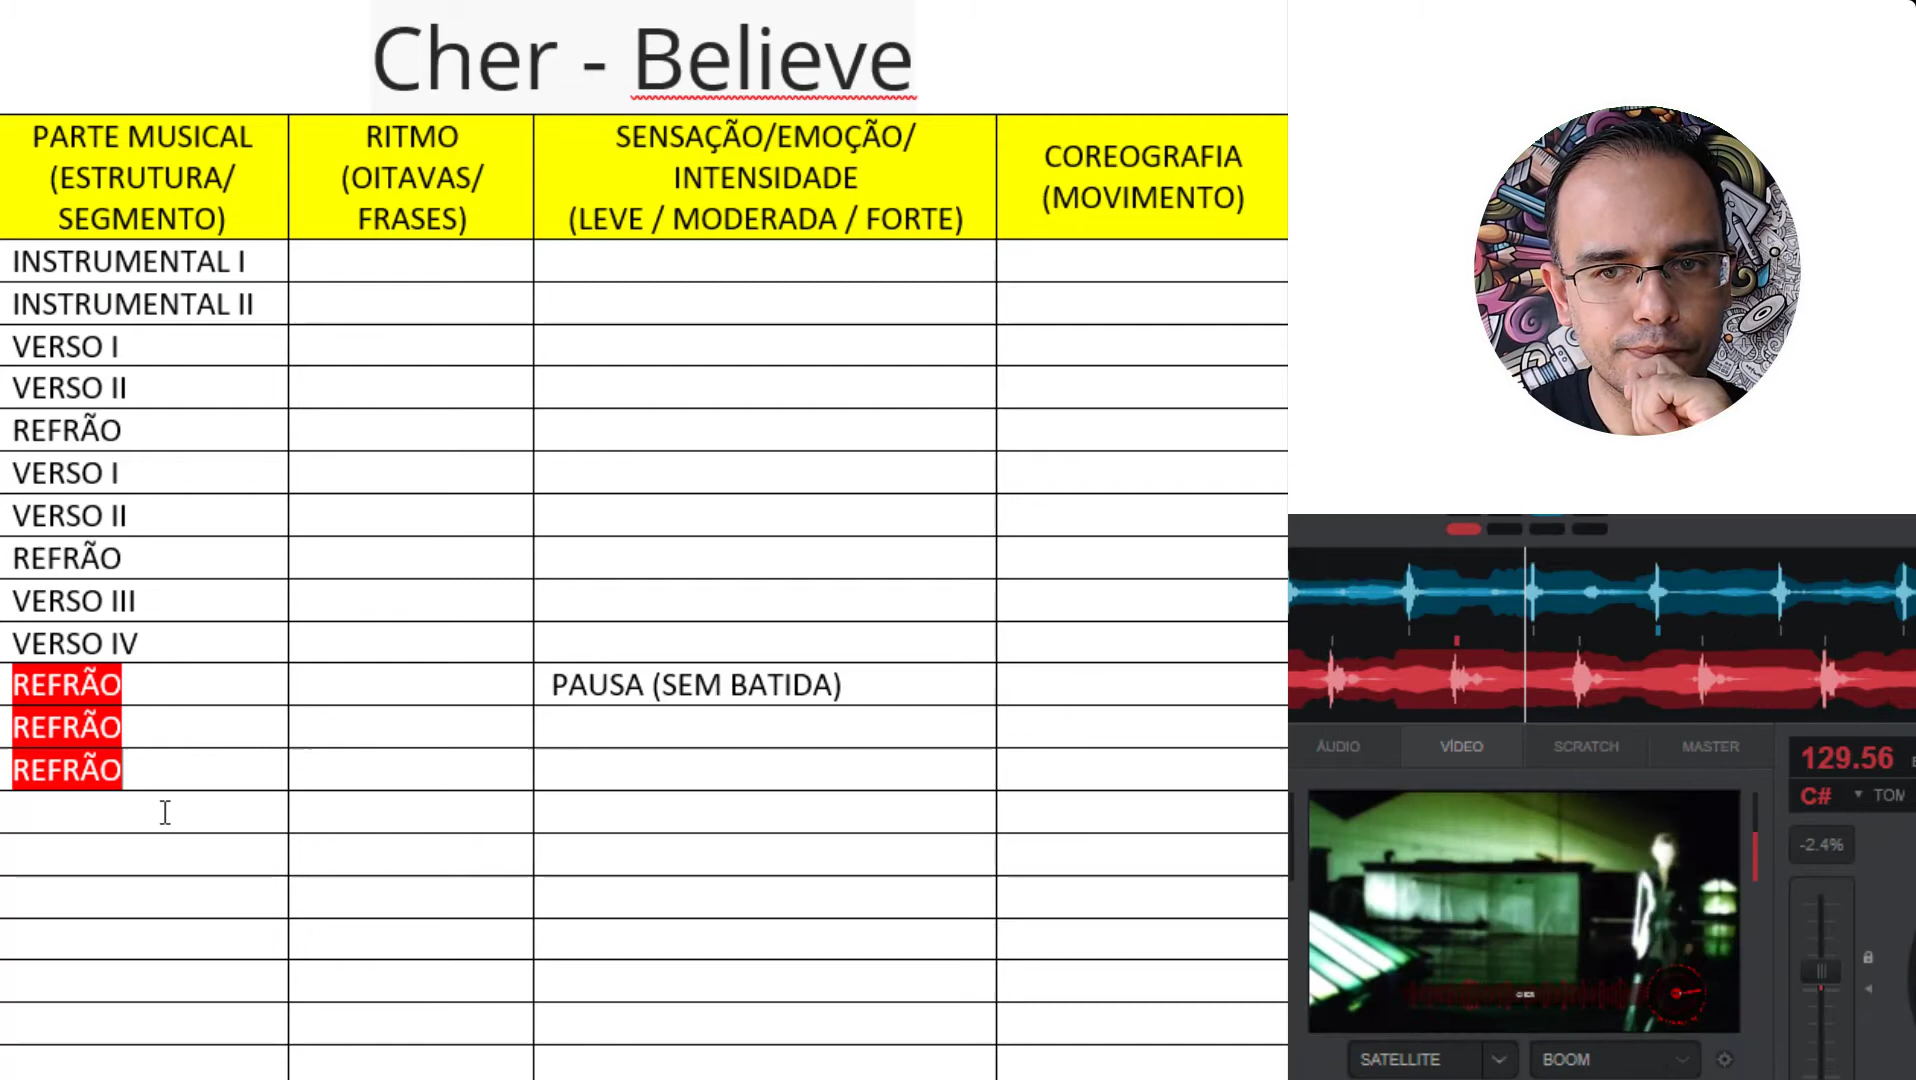 Cher - Believe
PARTE MUSICAL
(ESTRUTURA/
SEGMENTO)
RITMO
(OITAVAS/
FRASES)
SENSAÇÃO/EMOÇÃO/
INTENSIDADE
(LEVE / MODERADA / FORTE)
COREOGRAFIA
(MOVIMENTO)
INSTRUMENTAL I
INSTRUMENTAL II
VERSO I
VERSO II
REFRÃO
VERSO I
VERSO II
REFRÃO
VERSO III
VERSO IV
REFRÃO
PAUSA (SEM BATIDA)
REFRÃO
REFRÃO
ÁUDIO
VÍDEO
SCRATCH
MASTER
129.56
C#
TOM
-2.4%
SATELLITE
BOOM